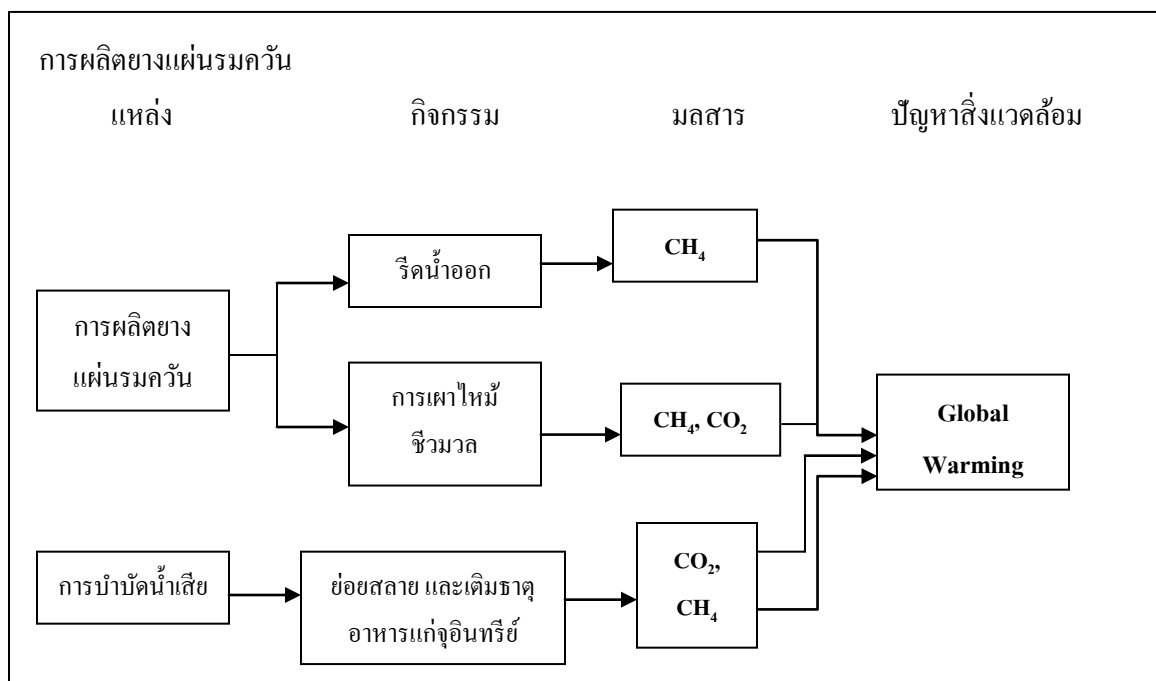 การผลิตยางแผ่นรมควัน
แหล่ง กิจกรรม มลสาร ปัญหาสิ่งแวดล้อม
รีดน้ำออก
CH₄
การผลิตยาง
แผ่นรมควัน
การเผาไหม้
ชีวมวล
CH₄, CO₂
Global
Warming
การบำบัดน้ำเสีย
ย่อยสลาย และเติมธาตุ
อาหารแก่จุอินทรีย์
CO₂,
CH₄